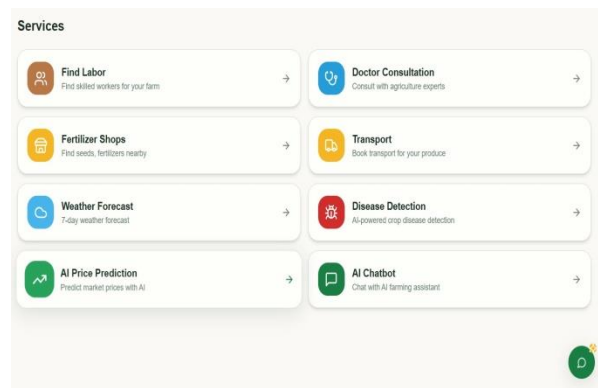 Services
Find Labor
Find skilled workers for your farm
Doctor Consultation
Consult with agriculture experts
Fertilizer Shops
Find seeds, fertilizers nearby
Transport
Book transport for your produce
Weather Forecast
7-day weather forecast
Disease Detection
AI-powered crop disease detection
AI Price Prediction
Predict market prices with AI
AI Chatbot
Chat with AI farming assistant